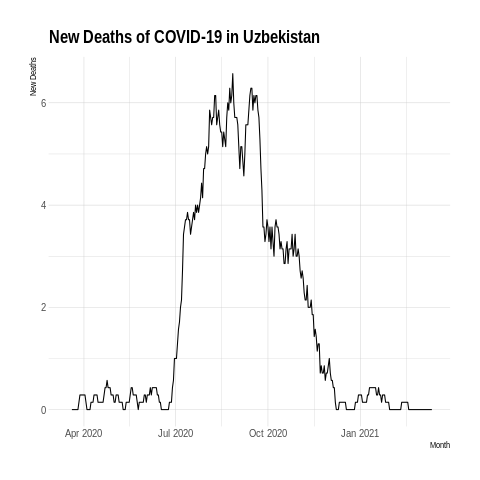 New Deaths of COVID-19 in Uzbekistan
New Deaths
6
4
2
0
Apr 2020
Jul 2020
Oct 2020
Jan 2021
Month